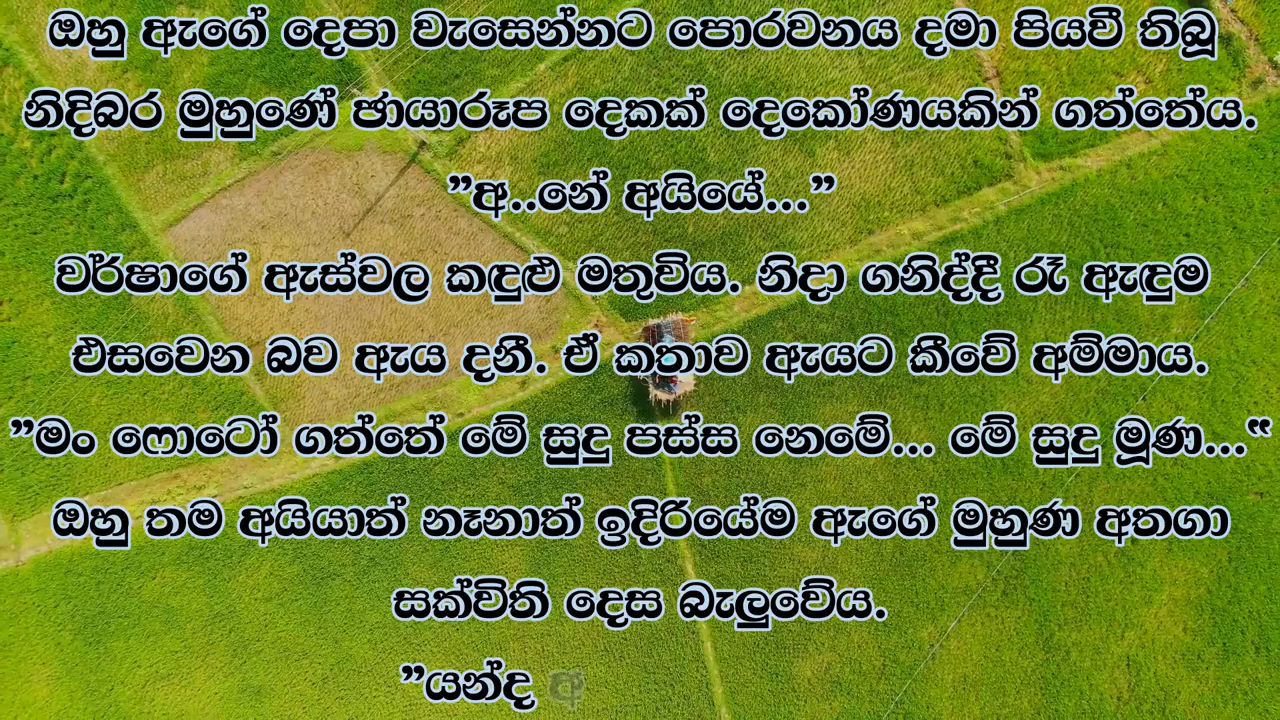 ඔහු ඇගේ දෙපා වැසෙන්නට පොරවනය දමා පියවී තිබූ
නිදිබර මුහුණේ ඡායාරූප දෙකක් දෙකෝණයකින් ගත්තේය.
”අ..නේ අයියේ...”
වර්ෂාගේ ඇස්වල කඳුළු මතුවිය. නිදා ගනිද්දී රෑ ඇඳුම
එසවෙන බව ඇය දනී. ඒ කතාව ඇයට කීවේ අම්මාය.
”මං ෆොටෝ ගත්තේ මේ සුදු පස්ස නෙමේ... මේ සුදු මූණ...“
ඔහු තම අයියාත් නෑනාත් ඉදිරියේම ඇගේ මුහුණ අතගා
සක්විති දෙස බැලුවේය.
”යන්ද අ